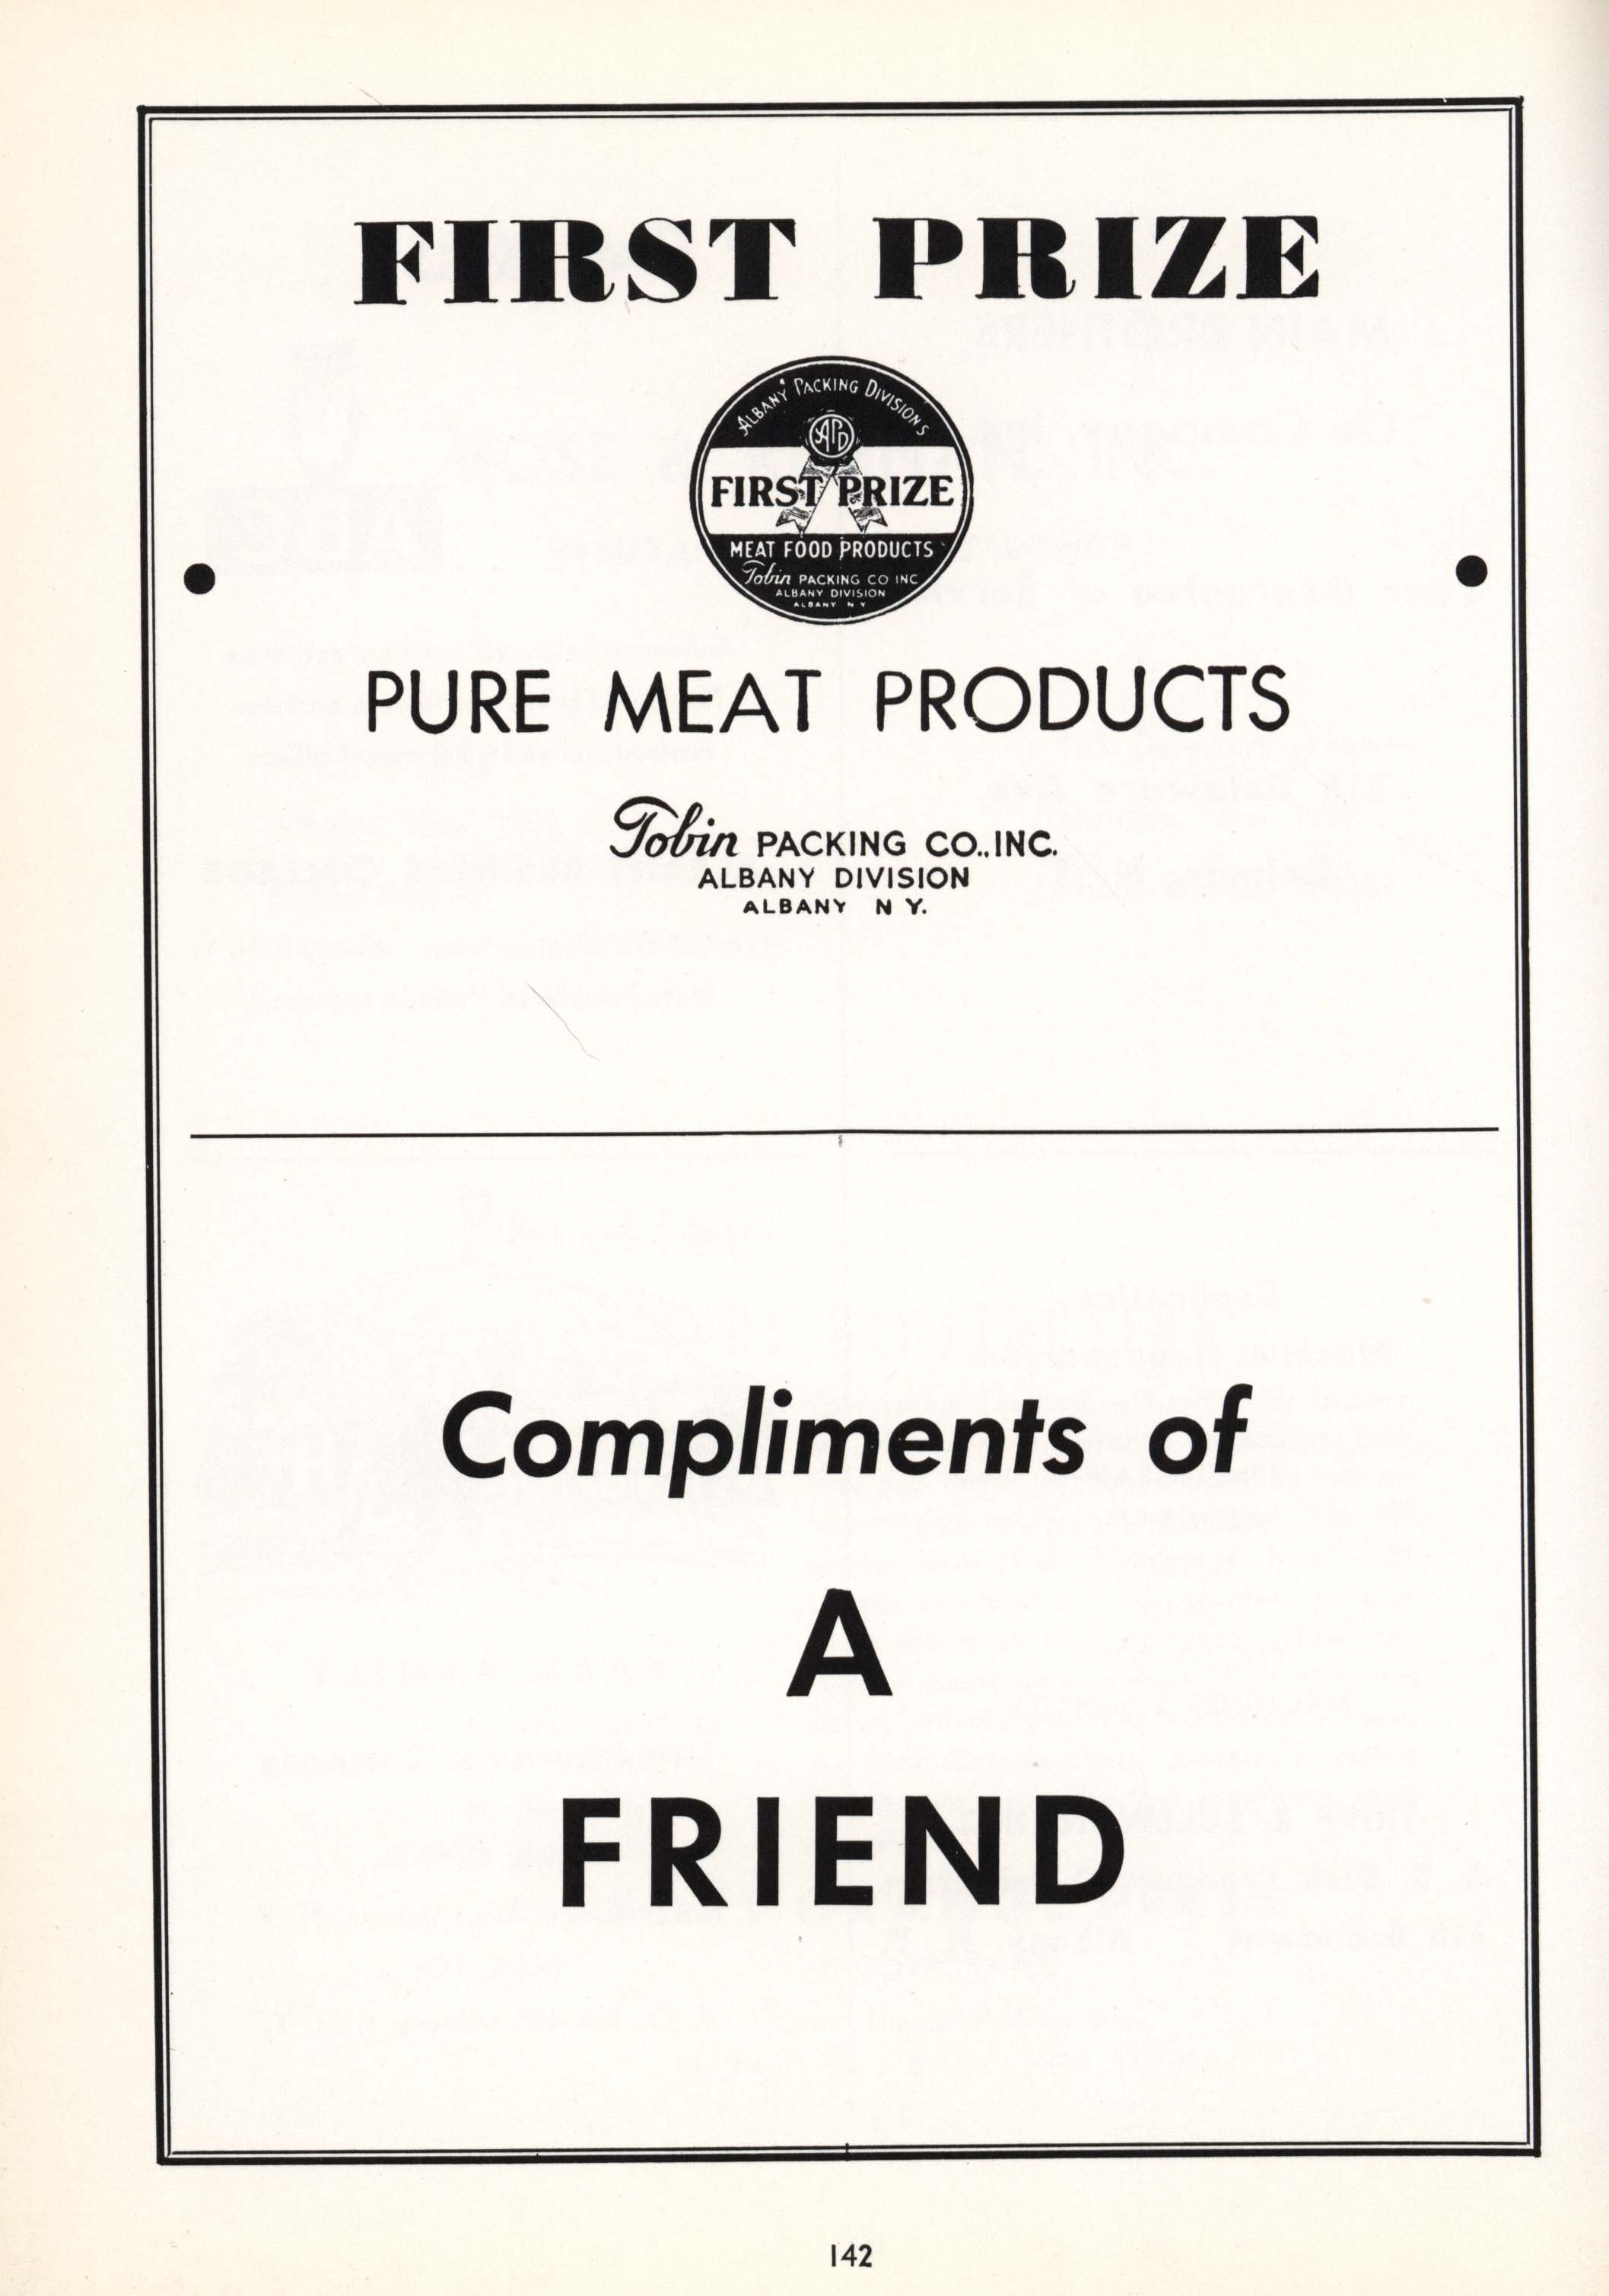 FIRST PRIZE
ALBANY PACKING DIVISION'S
APD
FIRST PRIZE
MEAT FOOD PRODUCTS
Tobin PACKING CO INC
ALBANY DIVISION
ALBANY N Y
PURE MEAT PRODUCTS
Tobin PACKING CO., INC.
ALBANY DIVISION
ALBANY N Y.
Compliments of
A
FRIEND
142